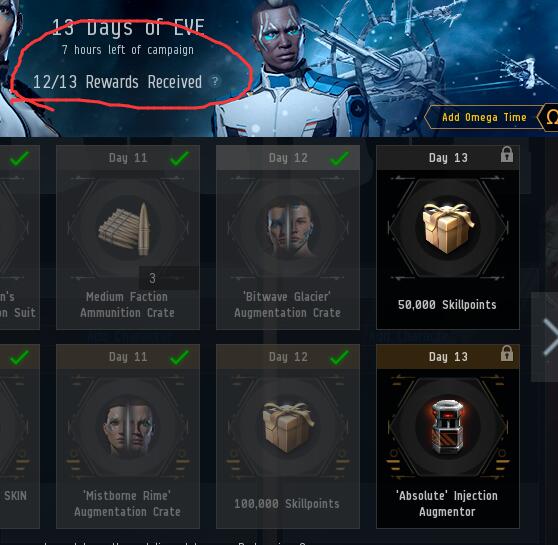 13 Days of EVE
7 hours left of campaign
12/13 Rewards Received ?
Add Omega Time Ω
Day 11
Day 12
Day 13
3
n's
n Suit
Medium Faction
Ammunition Crate
'Bitwave Glacier'
Augmentation Crate
50,000 Skillpoints
Day 11
Day 12
Day 13
SKIN
'Mistborne Rime'
Augmentation Crate
100,000 Skillpoints
'Absolute' Injection
Augmentor